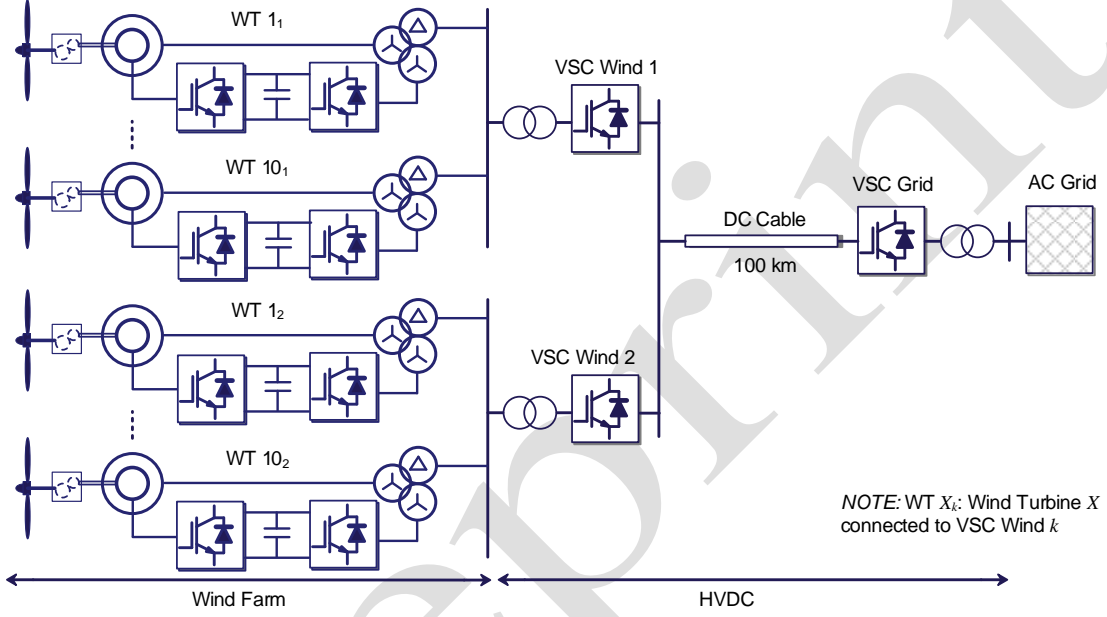 WT 1₁
VSC Wind 1
WT 10₁
VSC Grid
AC Grid
DC Cable
100 km
WT 1₂
VSC Wind 2
WT 10₂
NOTE: WT Xₖ: Wind Turbine X
connected to VSC Wind k
Wind Farm
HVDC